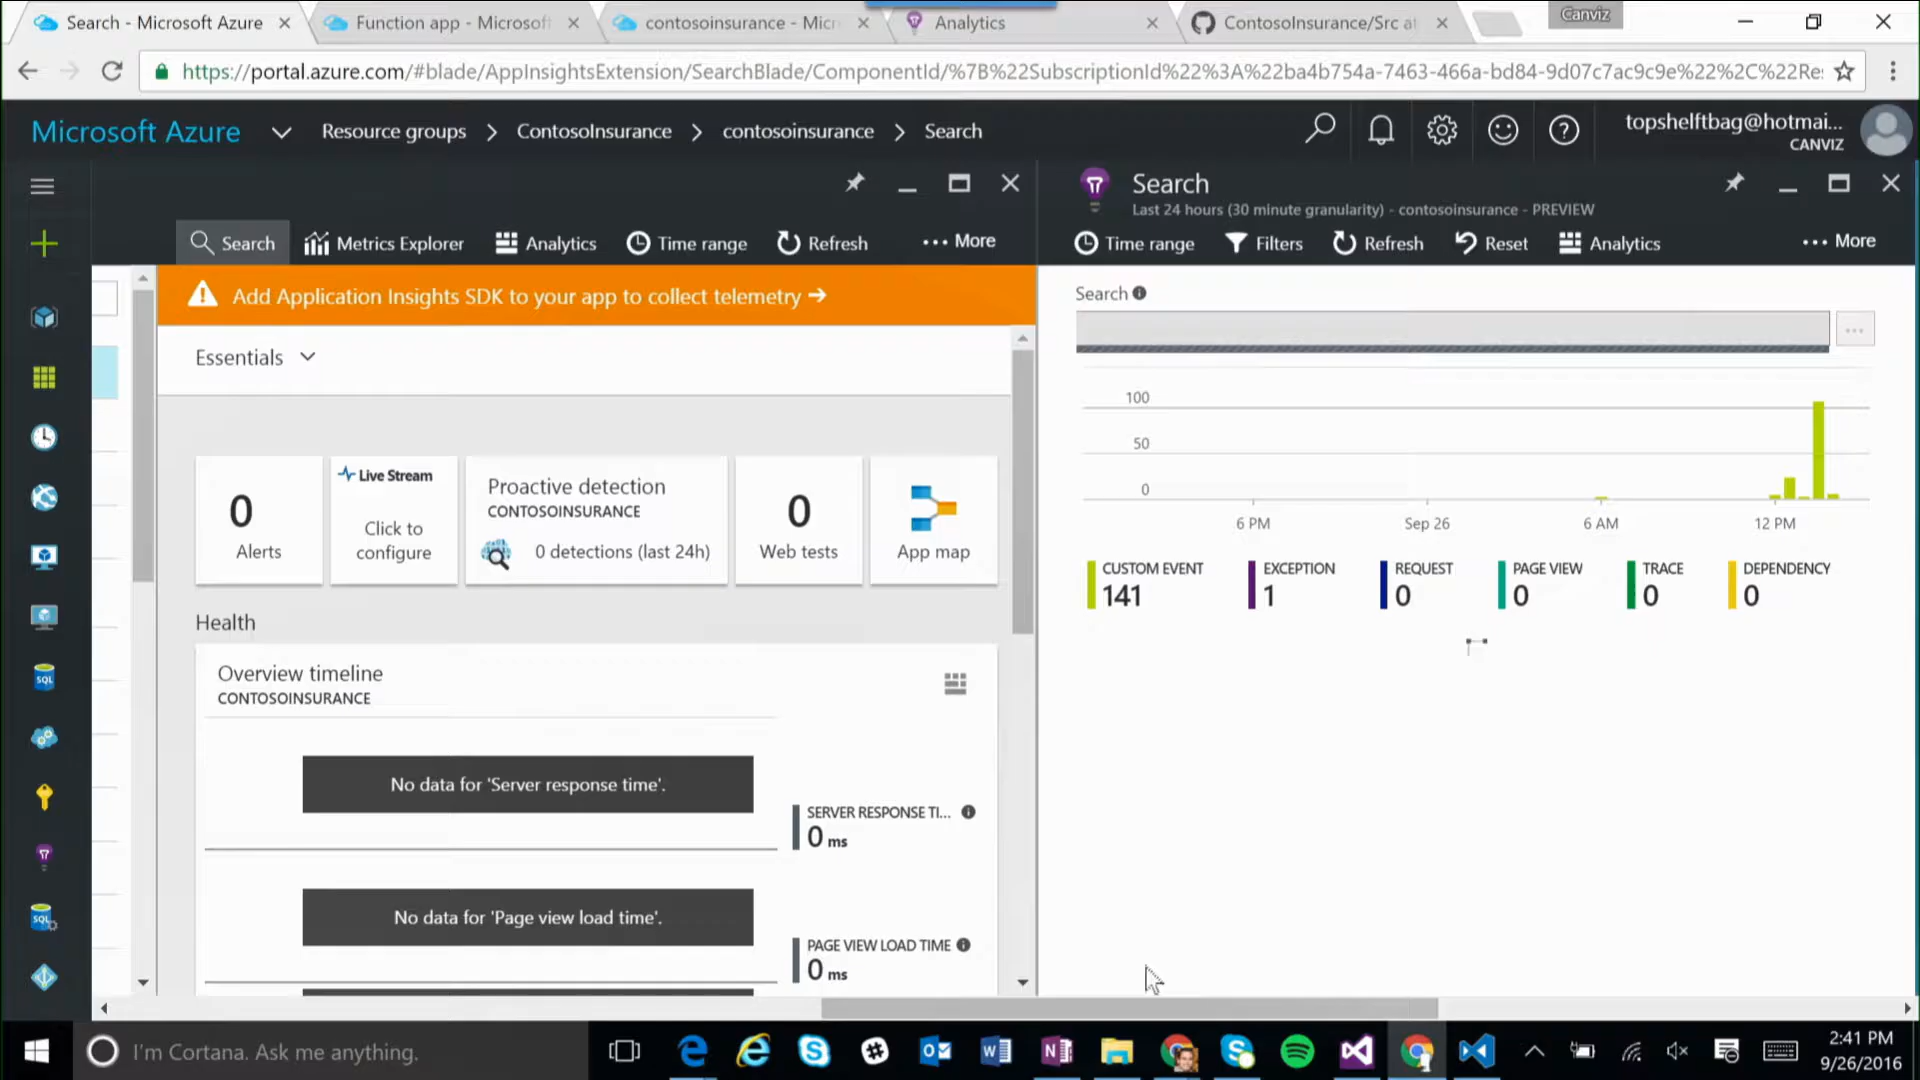 Search - Microsoft Azure
Function app - Microsoft
contosoinsurance - Micr
Analytics
ContosoInsurance/Src at
Canviz
https://portal.azure.com/#blade/AppInsightsExtension/SearchBlade/ComponentId/%7B%22SubscriptionId%22%3A%22ba4b754a-7463-466a-bd84-9d07c7ac9c9e%22%2C%22Re
Microsoft Azure
Resource groups
ContosoInsurance
contosoinsurance
Search
topshelftbag@hotmai...
CANVIZ
Search
Metrics Explorer
Analytics
Time range
Refresh
More
Search
Last 24 hours (30 minute granularity) - contosoinsurance - PREVIEW
Time range
Filters
Refresh
Reset
Analytics
More
Add Application Insights SDK to your app to collect telemetry →
Essentials
0
Alerts
Live Stream
Click to
configure
Proactive detection
CONTOSOINSURANCE
0 detections (last 24h)
0
Web tests
App map
Health
Overview timeline
CONTOSOINSURANCE
No data for 'Server response time'.
SERVER RESPONSE TI...
0 ms
No data for 'Page view load time'.
PAGE VIEW LOAD TIME
0 ms
Search
100
50
0
6 PM
Sep 26
6 AM
12 PM
CUSTOM EVENT
141
EXCEPTION
1
REQUEST
0
PAGE VIEW
0
TRACE
0
DEPENDENCY
0
SQL
SQL
I'm Cortana. Ask me anything.
2:41 PM
9/26/2016